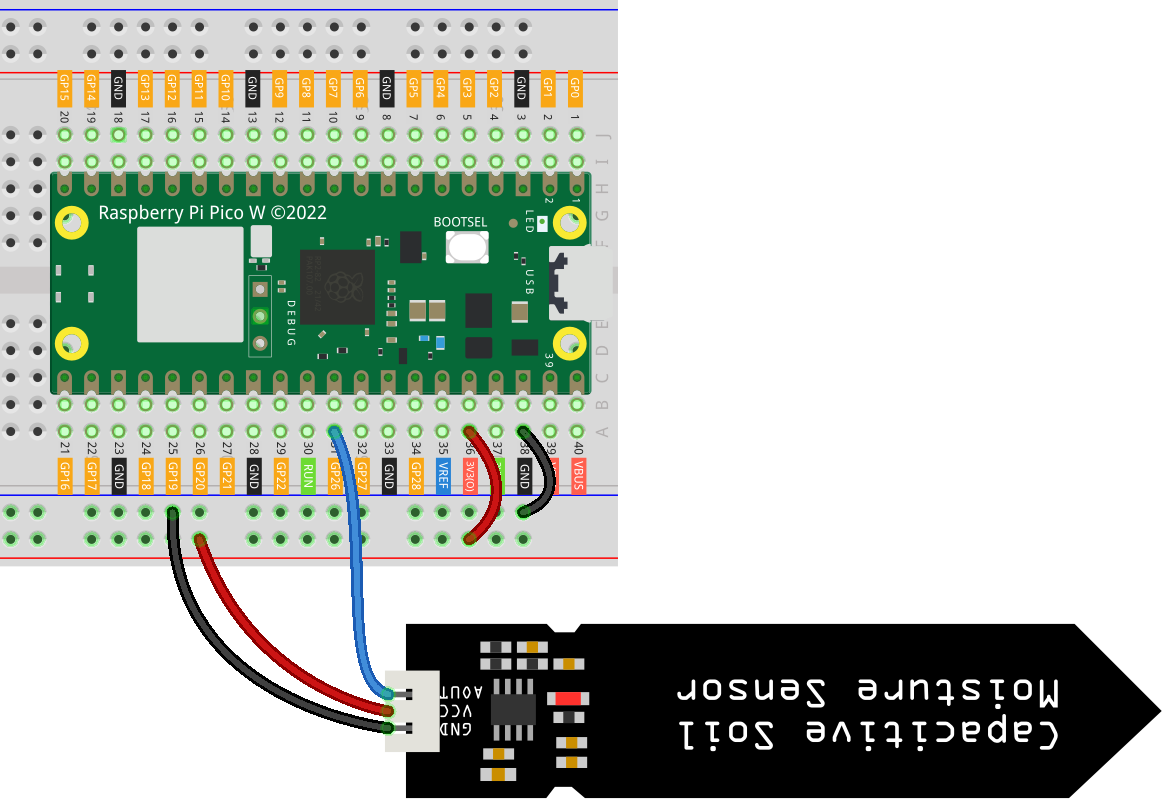 GP15 GP14 GND GP13 GP12 GP11 GP10 GND GP9 GP8 GP7 GP6 GND GP5 GP4 GP3 GP2 GND GP1 GP0
20 19 18 17 16 15 14 13 12 11 10 9 8 7 6 5 4 3 2 1
J
I
H
2 1
G
Raspberry Pi Pico W ©2022
BOOTSEL
LED
F
USB
DEBUG
E
D
39
C
B
A
21 22 23 24 25 26 27 28 29 30 31 32 33 34 35 36 37 38 39 40
GP16 GP17 GND GP18 GP19 GP20 GP21 GND GP22 RUN GP26 GP27 GND GP28 VREF 3V3(O) GND VBUS
AOUT
VCC
GND
Capacitive Soil
Moisture Sensor